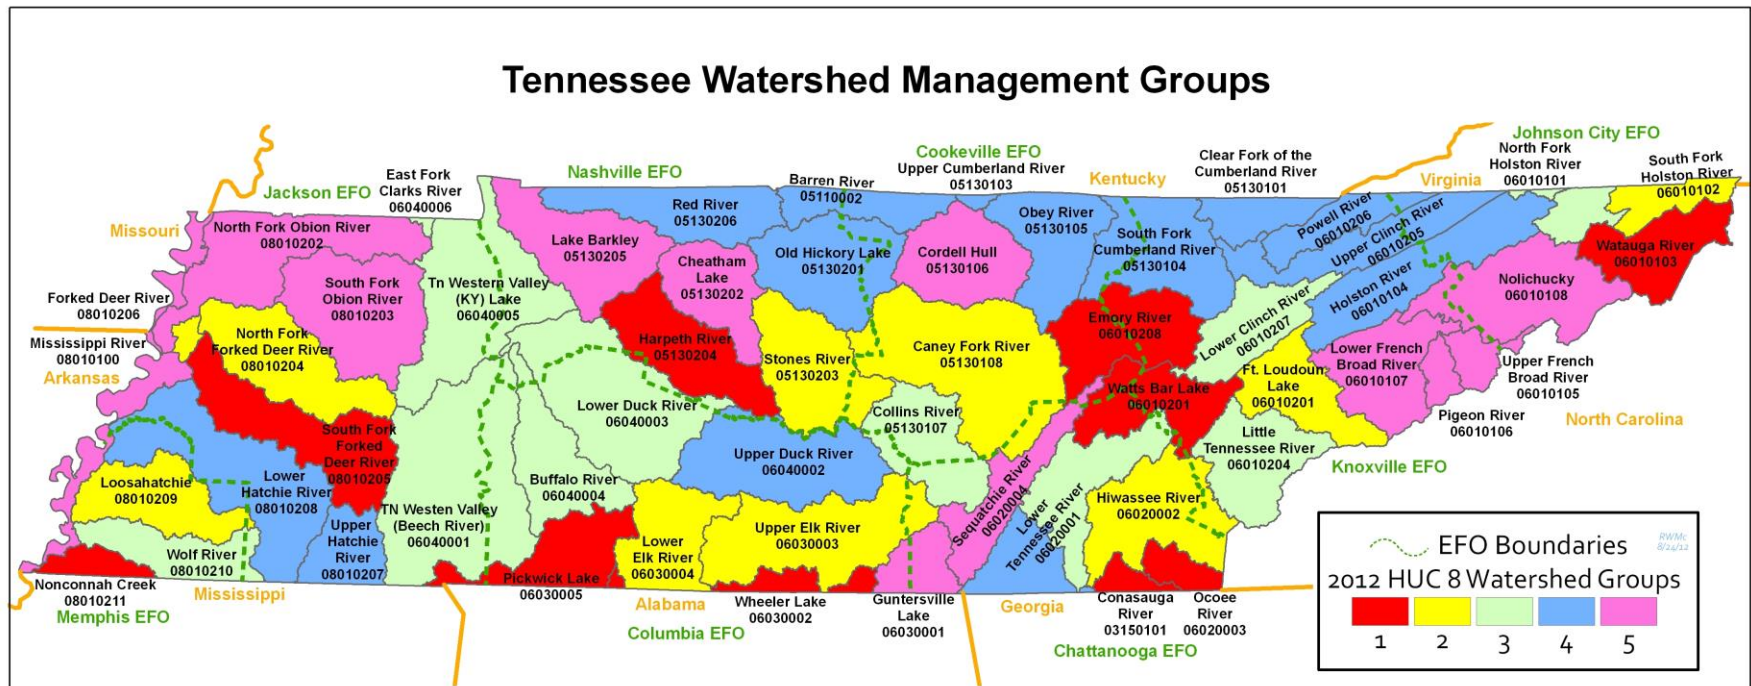 Tennessee Watershed Management Groups
Johnson City EFO
Cookeville EFO
Nashville EFO
Jackson EFO
East Fork
Clarks River
06040006
Barren River
05110002
Upper Cumberland River
05130103
Kentucky
Clear Fork of the
Cumberland River
05130101
Virginia
North Fork
Holston River
06010101
South Fork
Holston River
06010102
Missouri
North Fork Obion River
08010202
Red River
05130206
Obey River
05130105
Powell River
06010206
Upper Clinch River
06010205
Lake Barkley
05130205
Old Hickory Lake
05130201
Cordell Hull
05130106
South Fork
Cumberland River
05130104
Watauga River
06010103
Cheatham
Lake
05130202
Forked Deer River
08010206
South Fork
Obion River
08010203
Tn Western Valley
(KY) Lake
06040005
Holston River
06010104
Nolichucky
06010108
Mississippi River
08010100
North Fork
Forked Deer River
08010204
Harpeth River
05130204
Stones River
05130203
Caney Fork River
05130108
Emory River
06010208
Lower Clinch River
06010207
Lower French
Broad River
06010107
Upper French
Broad River
06010105
Arkansas
Ft. Loudoun
Lake
06010201
Watts Bar Lake
06010201
Pigeon River
06010106
North Carolina
Lower Duck River
06040003
Collins River
05130107
South Fork
Forked
Deer River
08010205
Upper Duck River
06040002
Little
Tennessee River
06010204
Knoxville EFO
Loosahatchie
08010209
Lower
Hatchie River
08010208
Buffalo River
06040004
Sequatchie River
06020004
Lower
Tennessee River
06020001
Hiwassee River
06020002
TN Westen Valley
(Beech River)
06040001
Upper
Hatchie
River
08010207
Lower
Elk River
06030004
Upper Elk River
06030003
Wolf River
08010210
Nonconnah Creek
08010211
Memphis EFO
Mississippi
Pickwick Lake
06030005
Alabama
Columbia EFO
Wheeler Lake
06030002
Guntersville
Lake
06030001
Georgia
Conasauga
River
03150101
Ocoee
River
06020003
Chattanooga EFO
EFO Boundaries
RWMc
8/24/12
2012 HUC 8 Watershed Groups
1 2 3 4 5